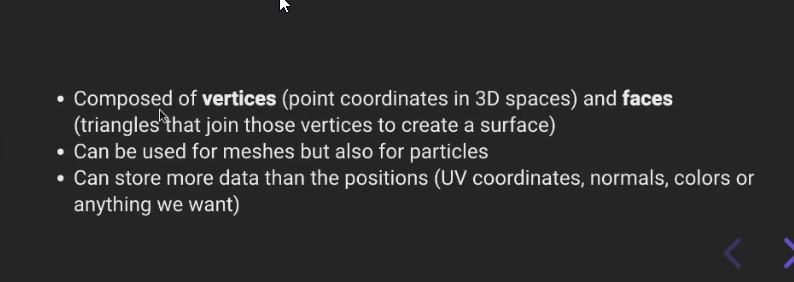 • Composed of vertices (point coordinates in 3D spaces) and faces
(triangles that join those vertices to create a surface)
• Can be used for meshes but also for particles
• Can store more data than the positions (UV coordinates, normals, colors or
anything we want)